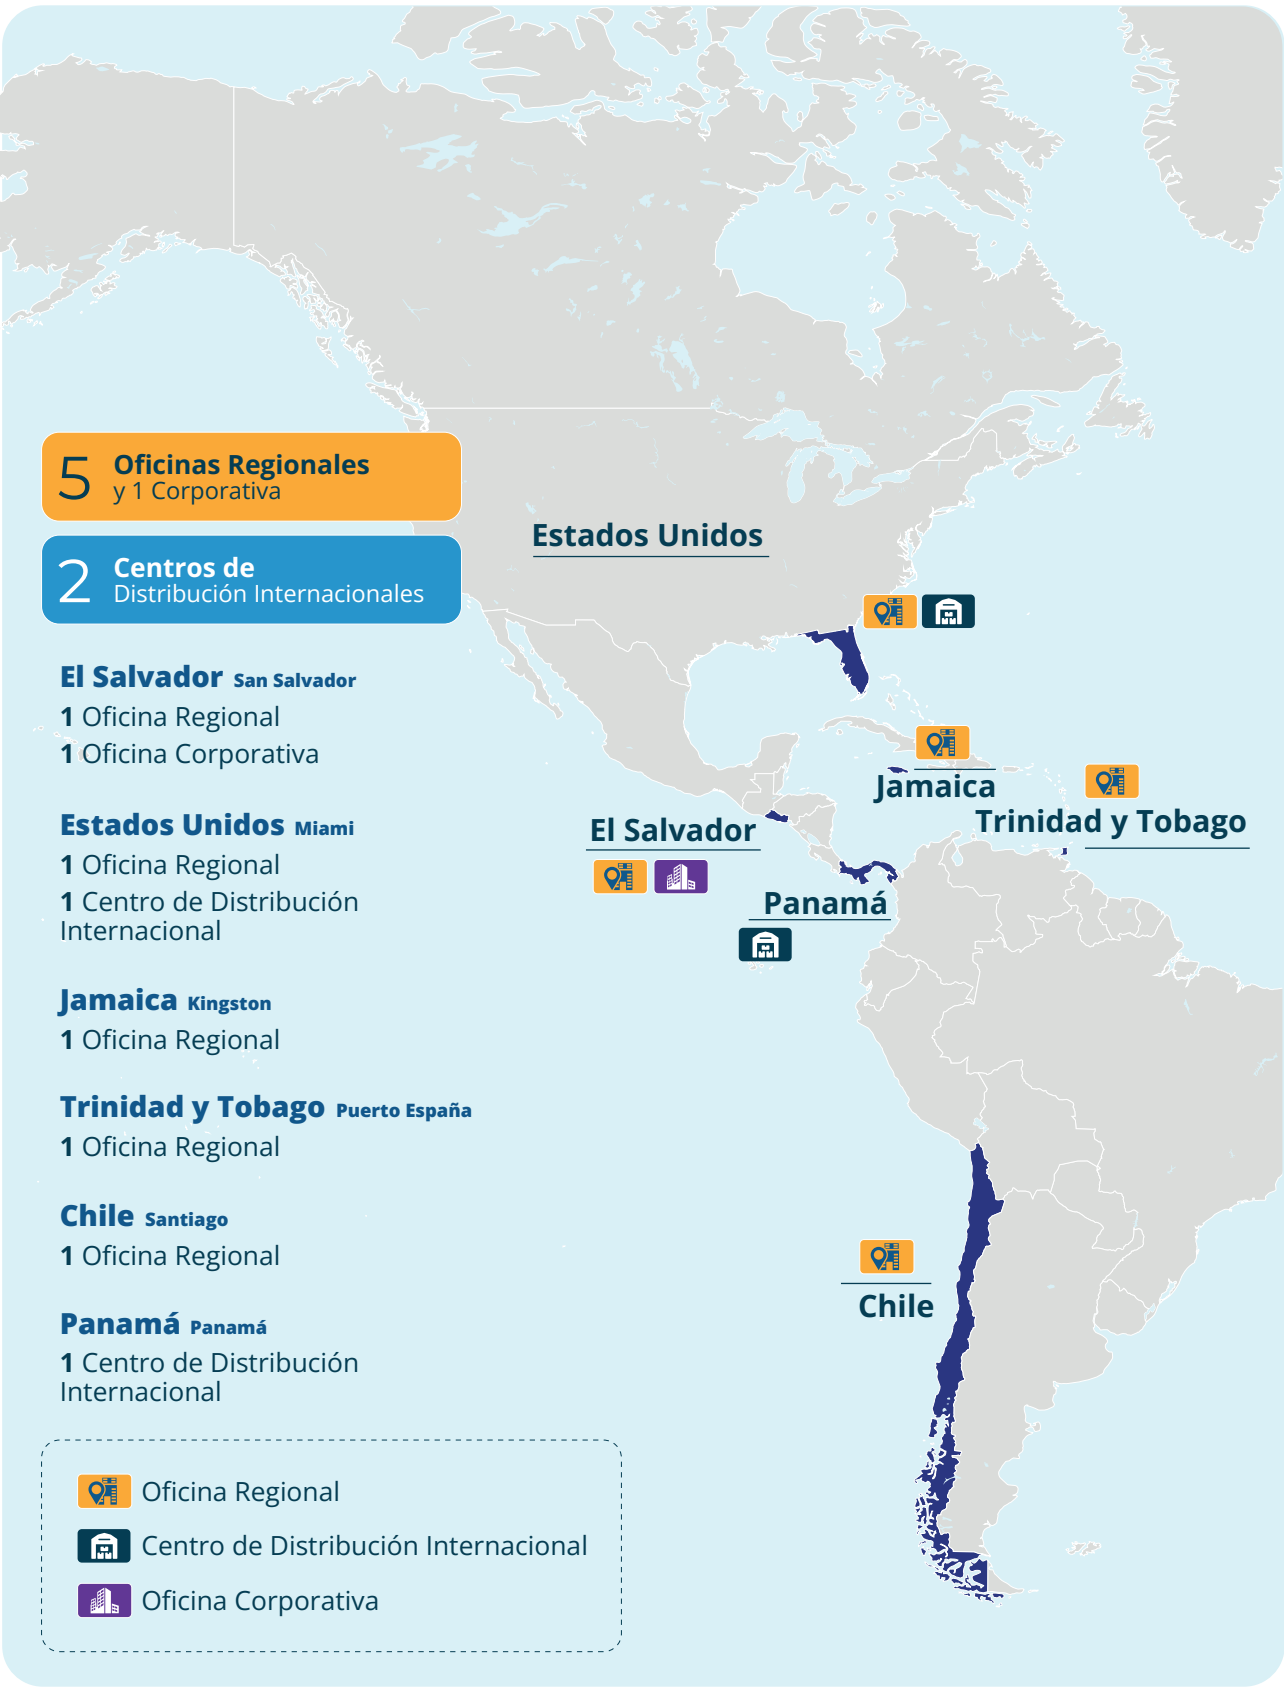 5
Oficinas Regionales
y 1 Corporativa
2
Centros de
Distribución Internacionales
El Salvador San Salvador
1 Oficina Regional
1 Oficina Corporativa
Estados Unidos Miami
1 Oficina Regional
1 Centro de Distribución
Internacional
Jamaica Kingston
1 Oficina Regional
Trinidad y Tobago Puerto España
1 Oficina Regional
Chile Santiago
1 Oficina Regional
Panamá Panamá
1 Centro de Distribución
Internacional
Oficina Regional
Centro de Distribución Internacional
Oficina Corporativa
Estados Unidos
Jamaica
Trinidad y Tobago
El Salvador
Panamá
Chile